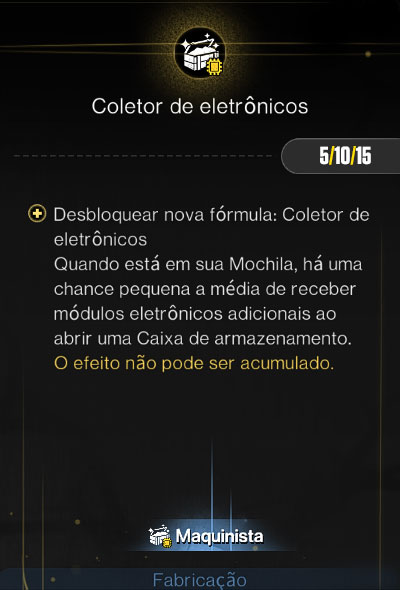 Coletor de eletrônicos
5/10/15
Desbloquear nova fórmula: Coletor de
eletrônicos
Quando está em sua Mochila, há uma
chance pequena a média de receber
módulos eletrônicos adicionais ao
abrir uma Caixa de armazenamento.
O efeito não pode ser acumulado.
Maquinista
Fabricação